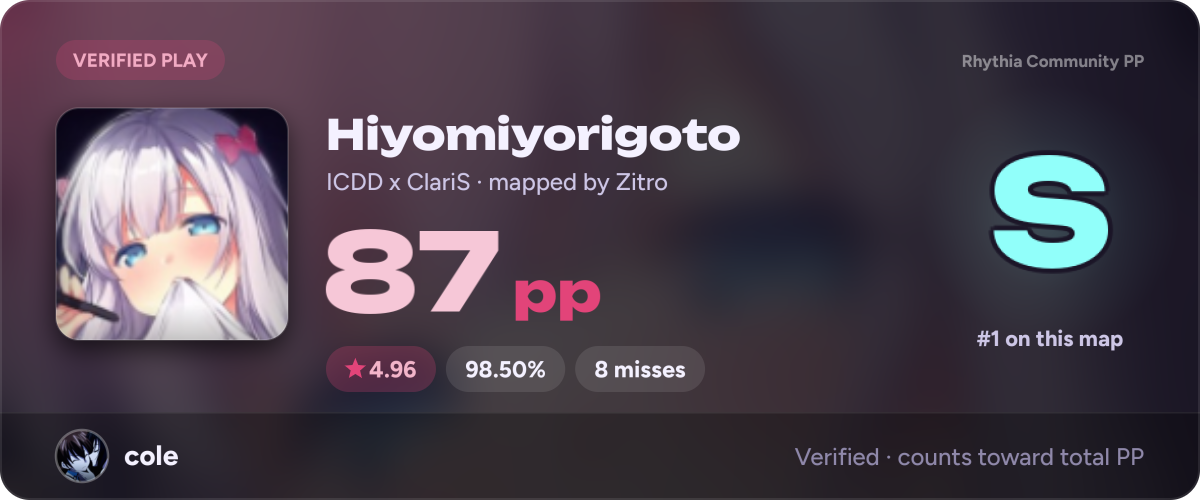 VERIFIED PLAY
Rhythia Community PP
Hiyomiyorigoto
ICDD x ClariS · mapped by Zitro
87 pp
S
#1 on this map
★4.96
98.50%
8 misses
cole
Verified · counts toward total PP